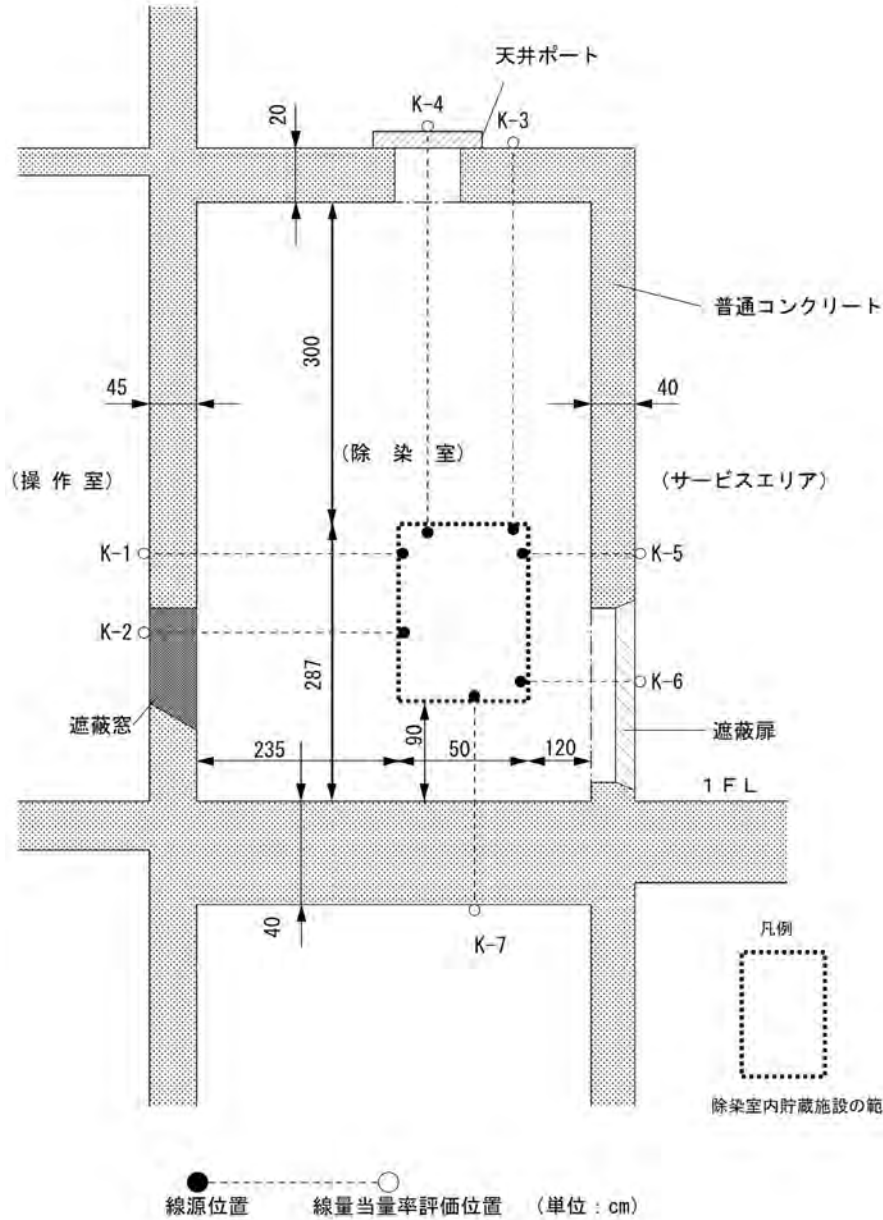 天井ポート
K-4
K-3
20
普通コンクリート
300
45
40
(除 染 室)
(操 作 室)
(サービスエリア)
K-1
K-5
K-2
K-6
287
遮蔽窓
90
遮蔽扉
235
50
120
1 F L
40
K-7
凡例
除染室内貯蔵施設の範
線源位置 線量当量率評価位置 (単位:cm)